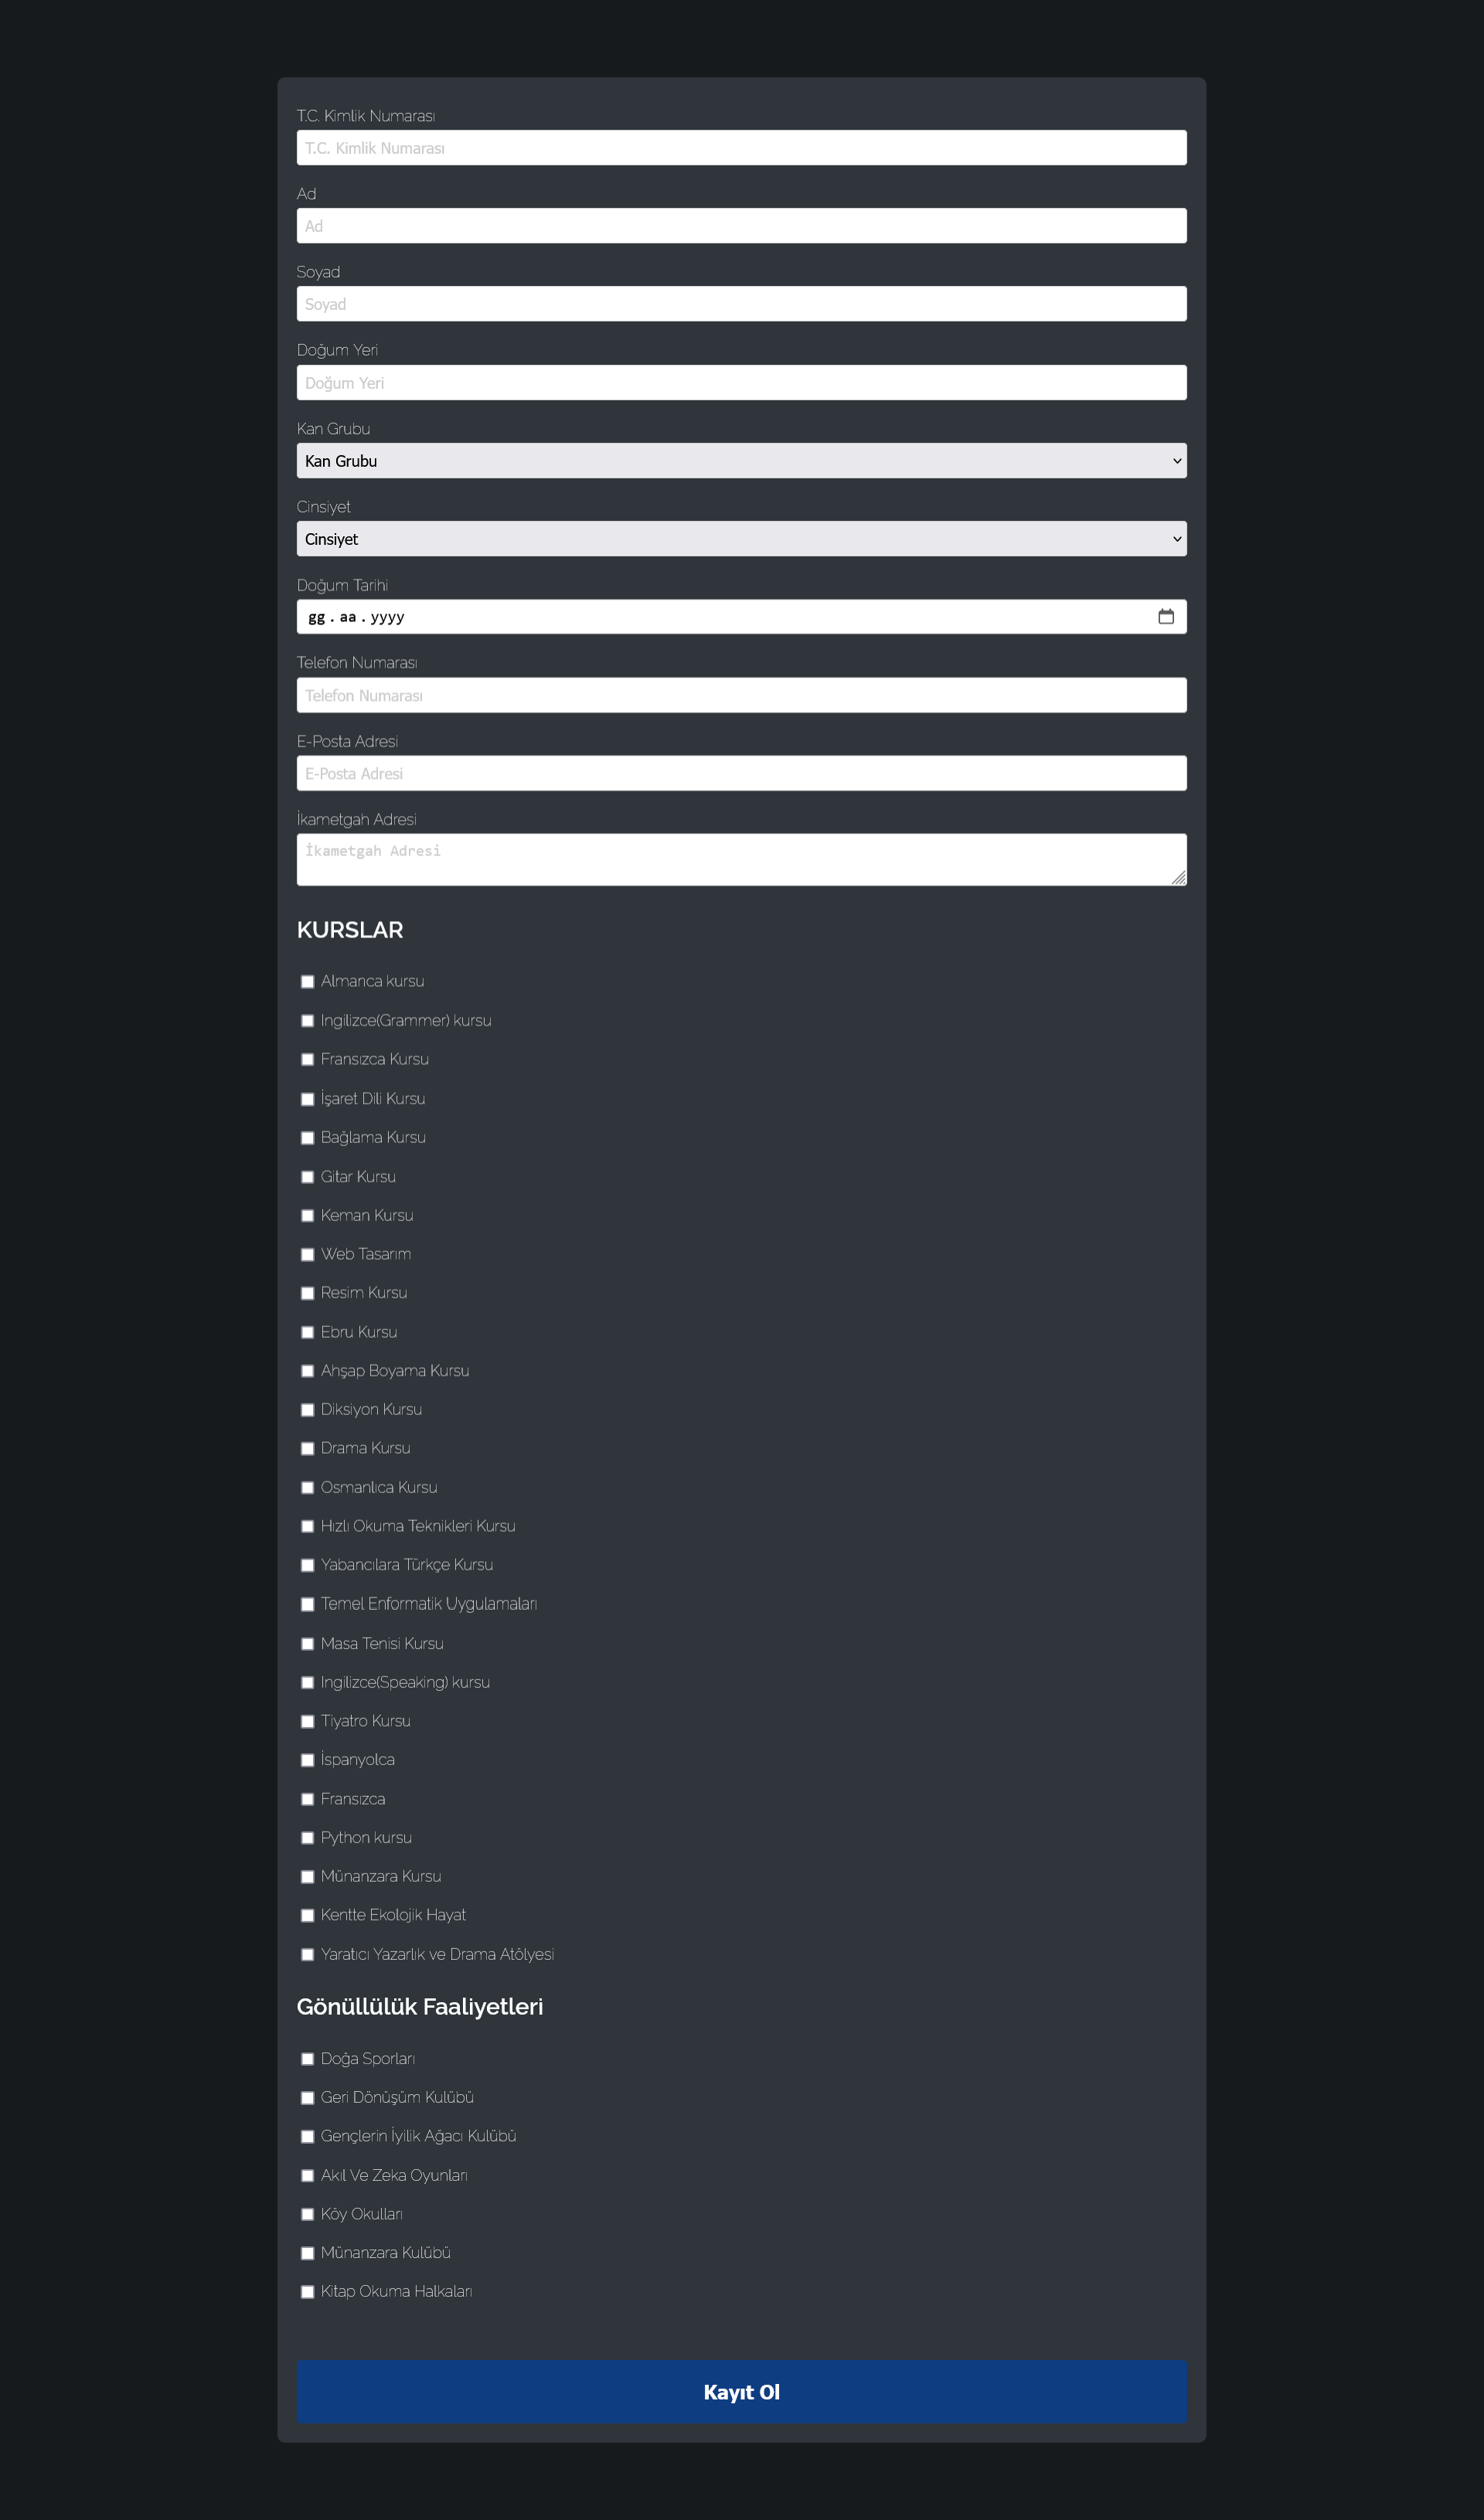 T.C. Kimlik Numarası
T.C. Kimlik Numarası
Ad
Ad
Soyad
Soyad
Doğum Yeri
Doğum Yeri
Kan Grubu
Kan Grubu
Cinsiyet
Cinsiyet
Doğum Tarihi
gg . aa . yyyy
Telefon Numarası
Telefon Numarası
E-Posta Adresi
E-Posta Adresi
İkametgah Adresi
İkametgah Adresi
KURSLAR
Almanca kursu
Ingilizce(Grammer) kursu
Fransızca Kursu
İşaret Dili Kursu
Bağlama Kursu
Gitar Kursu
Keman Kursu
Web Tasarım
Resim Kursu
Ebru Kursu
Ahşap Boyama Kursu
Diksiyon Kursu
Drama Kursu
Osmanlıca Kursu
Hızlı Okuma Teknikleri Kursu
Yabancılara Türkçe Kursu
Temel Enformatik Uygulamaları
Masa Tenisi Kursu
Ingilizce(Speaking) kursu
Tiyatro Kursu
İspanyolca
Fransızca
Python kursu
Münanzara Kursu
Kentte Ekolojik Hayat
Yaratıcı Yazarlık ve Drama Atölyesi
Gönüllülük Faaliyetleri
Doğa Sporları
Geri Dönüşüm Kulübü
Gençlerin İyilik Ağacı Kulübü
Akıl Ve Zeka Oyunları
Köy Okulları
Münanzara Kulübü
Kitap Okuma Halkaları
Kayıt Ol